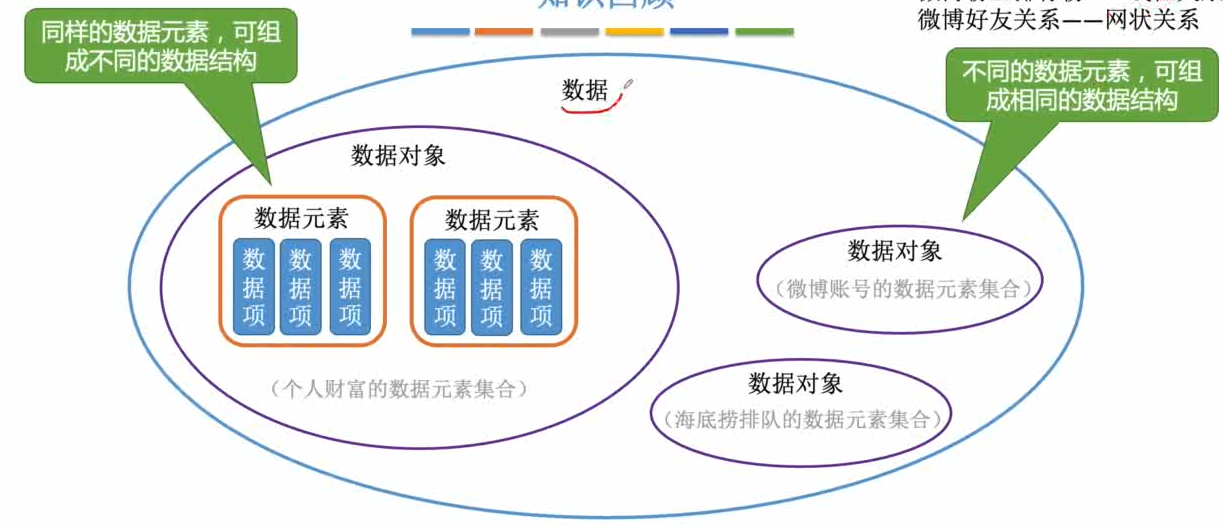 知识回顾
微博好友关系——网状关系
同样的数据元素，可组
成不同的数据结构
不同的数据元素，可组
成相同的数据结构
数据
数据对象
数据元素
数据项
数据项
数据项
数据元素
数据项
数据项
数据项
（个人财富的数据元素集合）
数据对象
（微博账号的数据元素集合）
数据对象
（海底捞排队的数据元素集合）